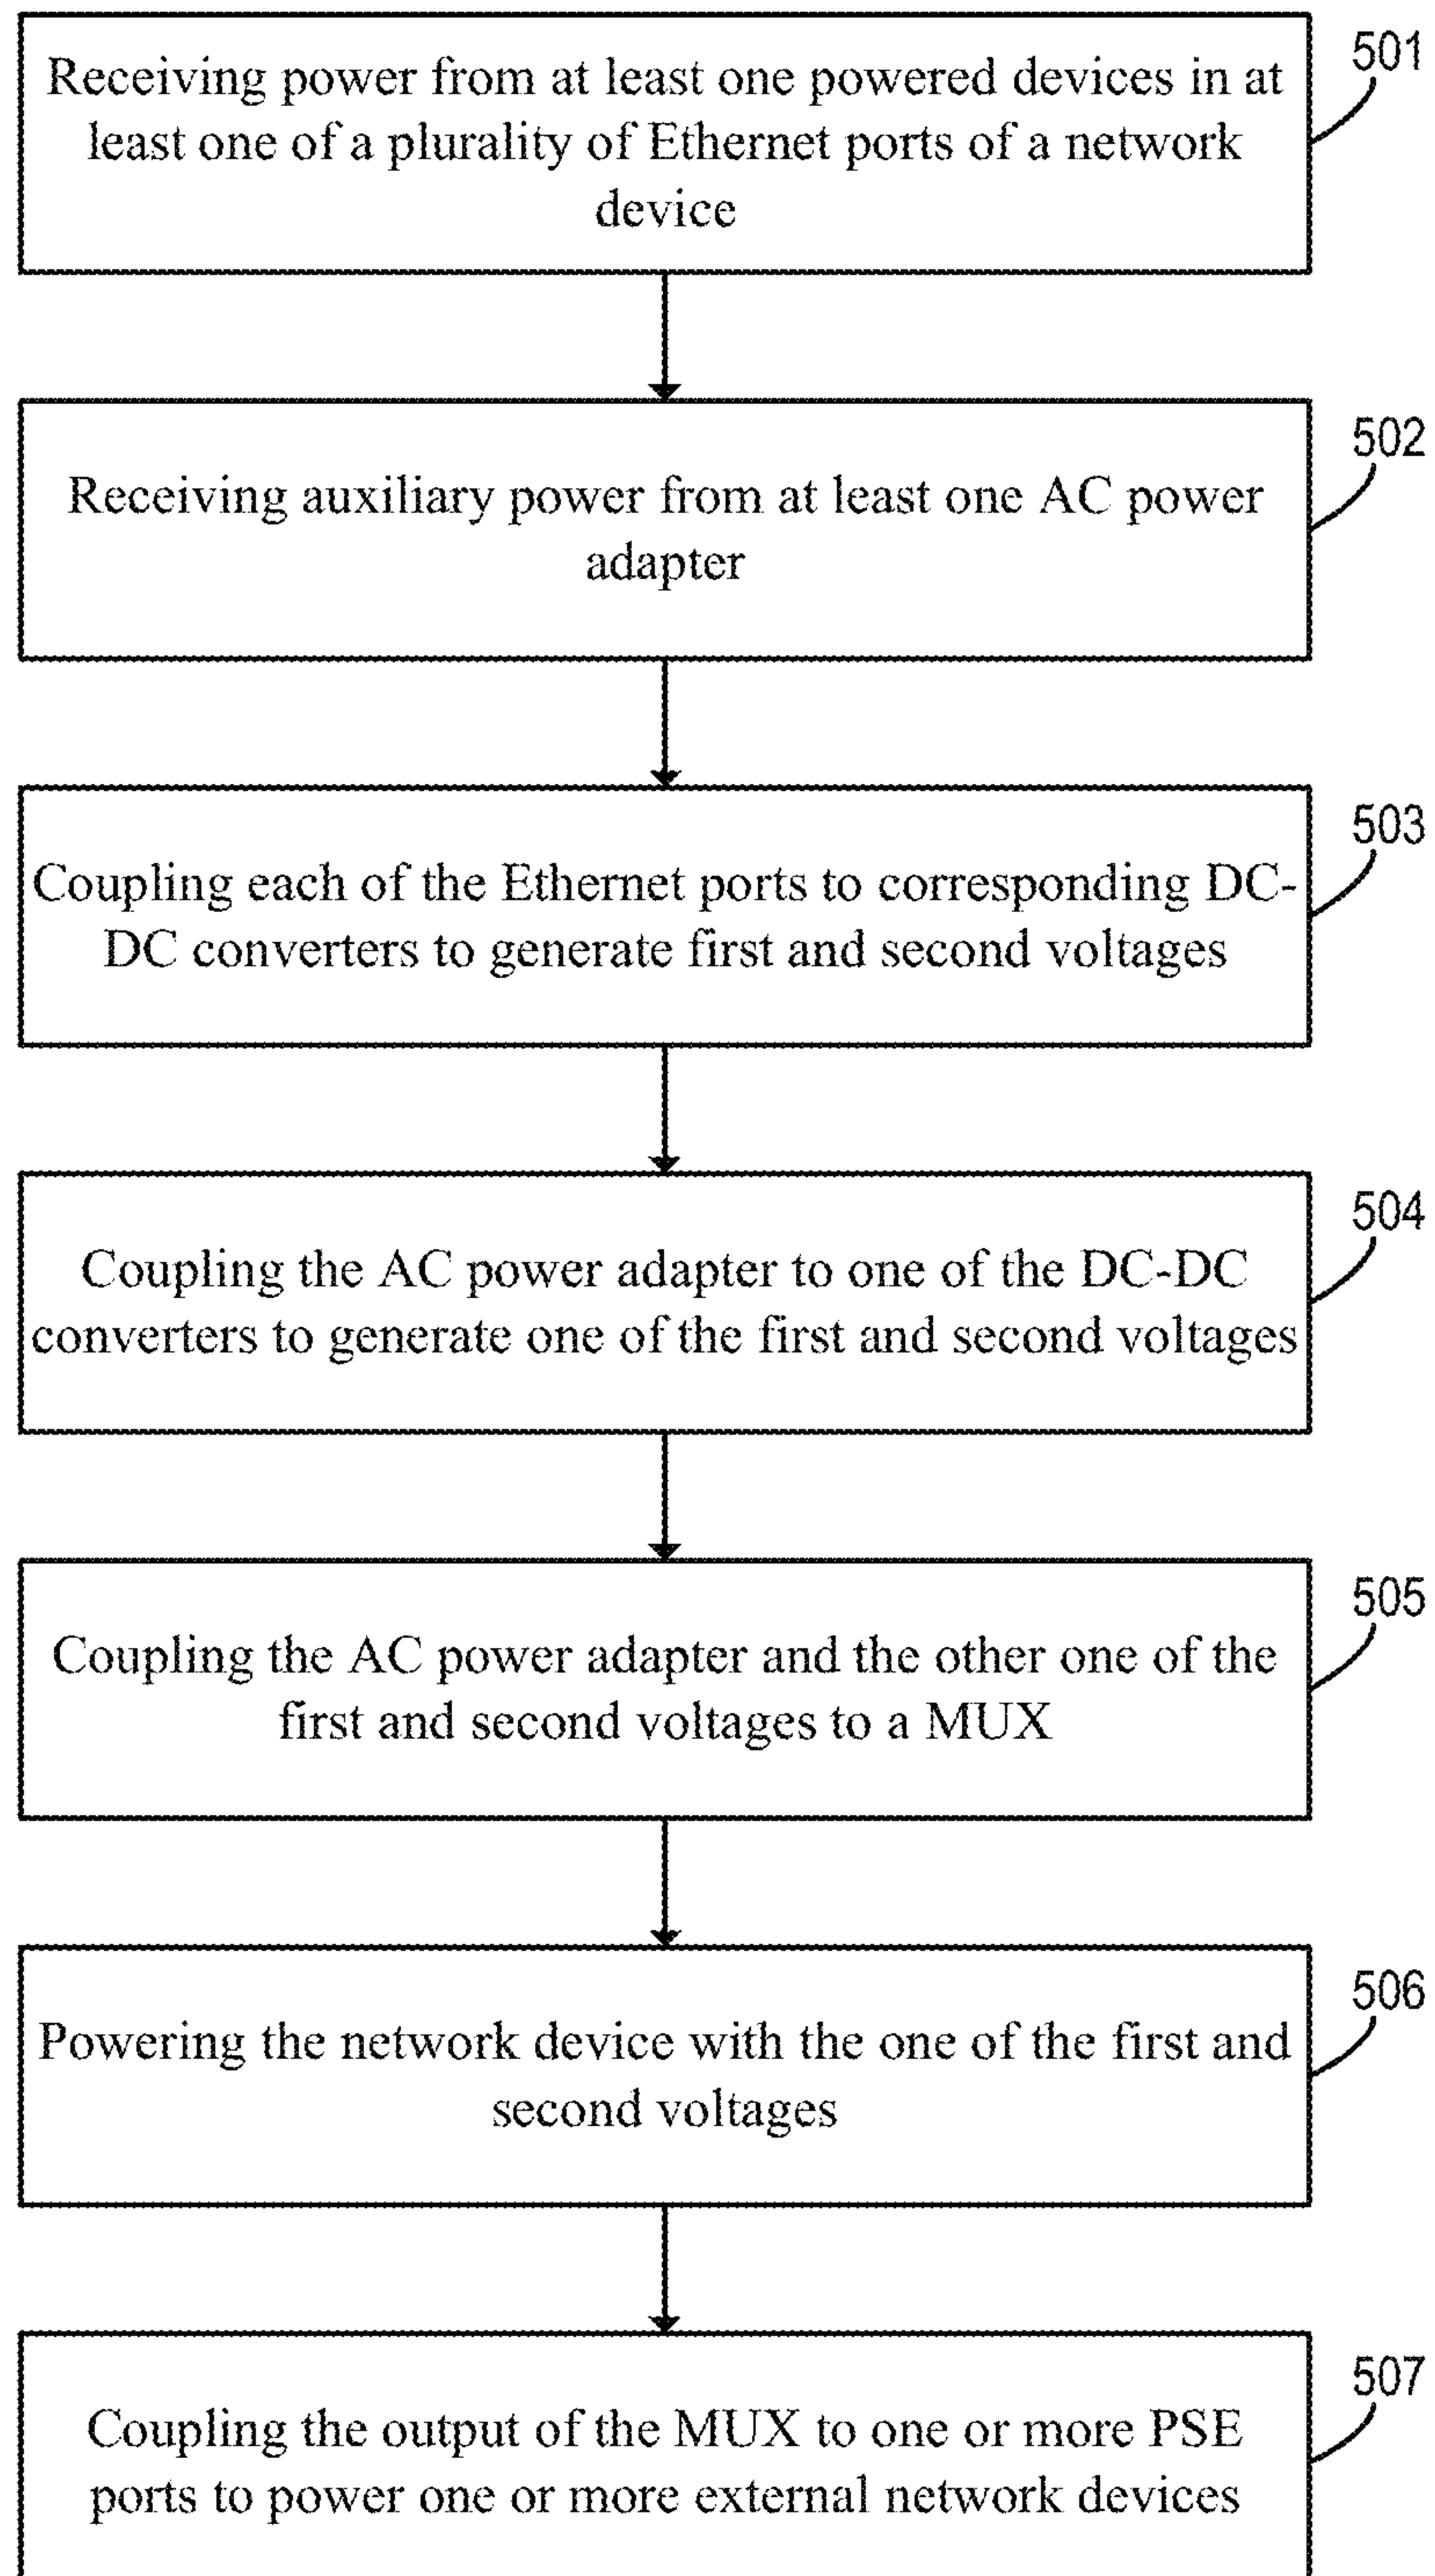 Receiving power from at least one powered devices in at
least one of a plurality of Ethernet ports of a network
device
501
Receiving auxiliary power from at least one AC power
adapter
502
Coupling each of the Ethernet ports to corresponding DC-
DC converters to generate first and second voltages
503
Coupling the AC power adapter to one of the DC-DC
converters to generate one of the first and second voltages
504
Coupling the AC power adapter and the other one of the
first and second voltages to a MUX
505
Powering the network device with the one of the first and
second voltages
506
Coupling the output of the MUX to one or more PSE
ports to power one or more external network devices
507